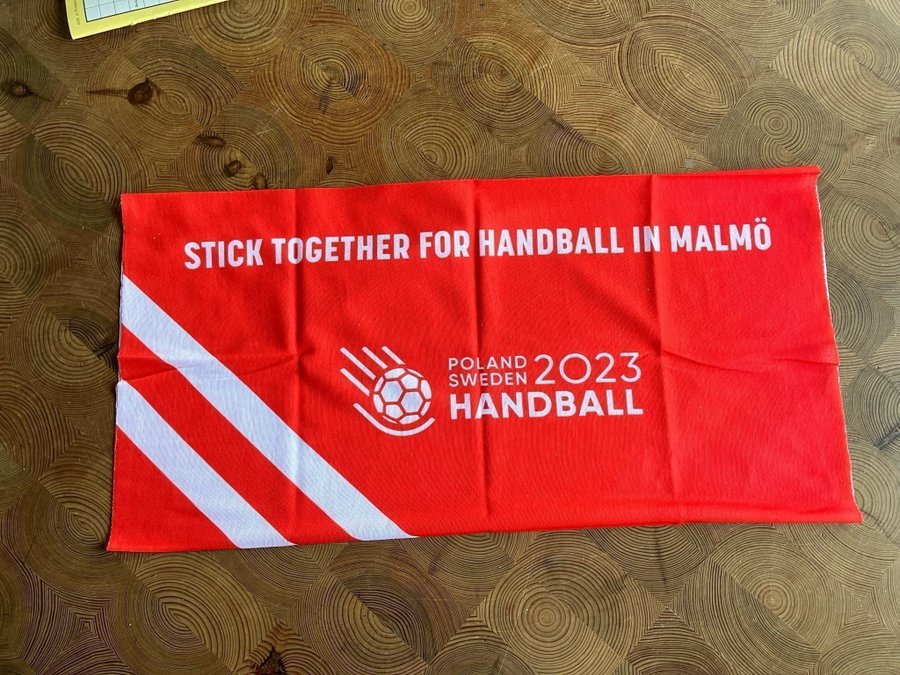 STICK TOGETHER FOR HANDBALL IN MALMÖ
POLAND
SWEDEN 2023
HANDBALL